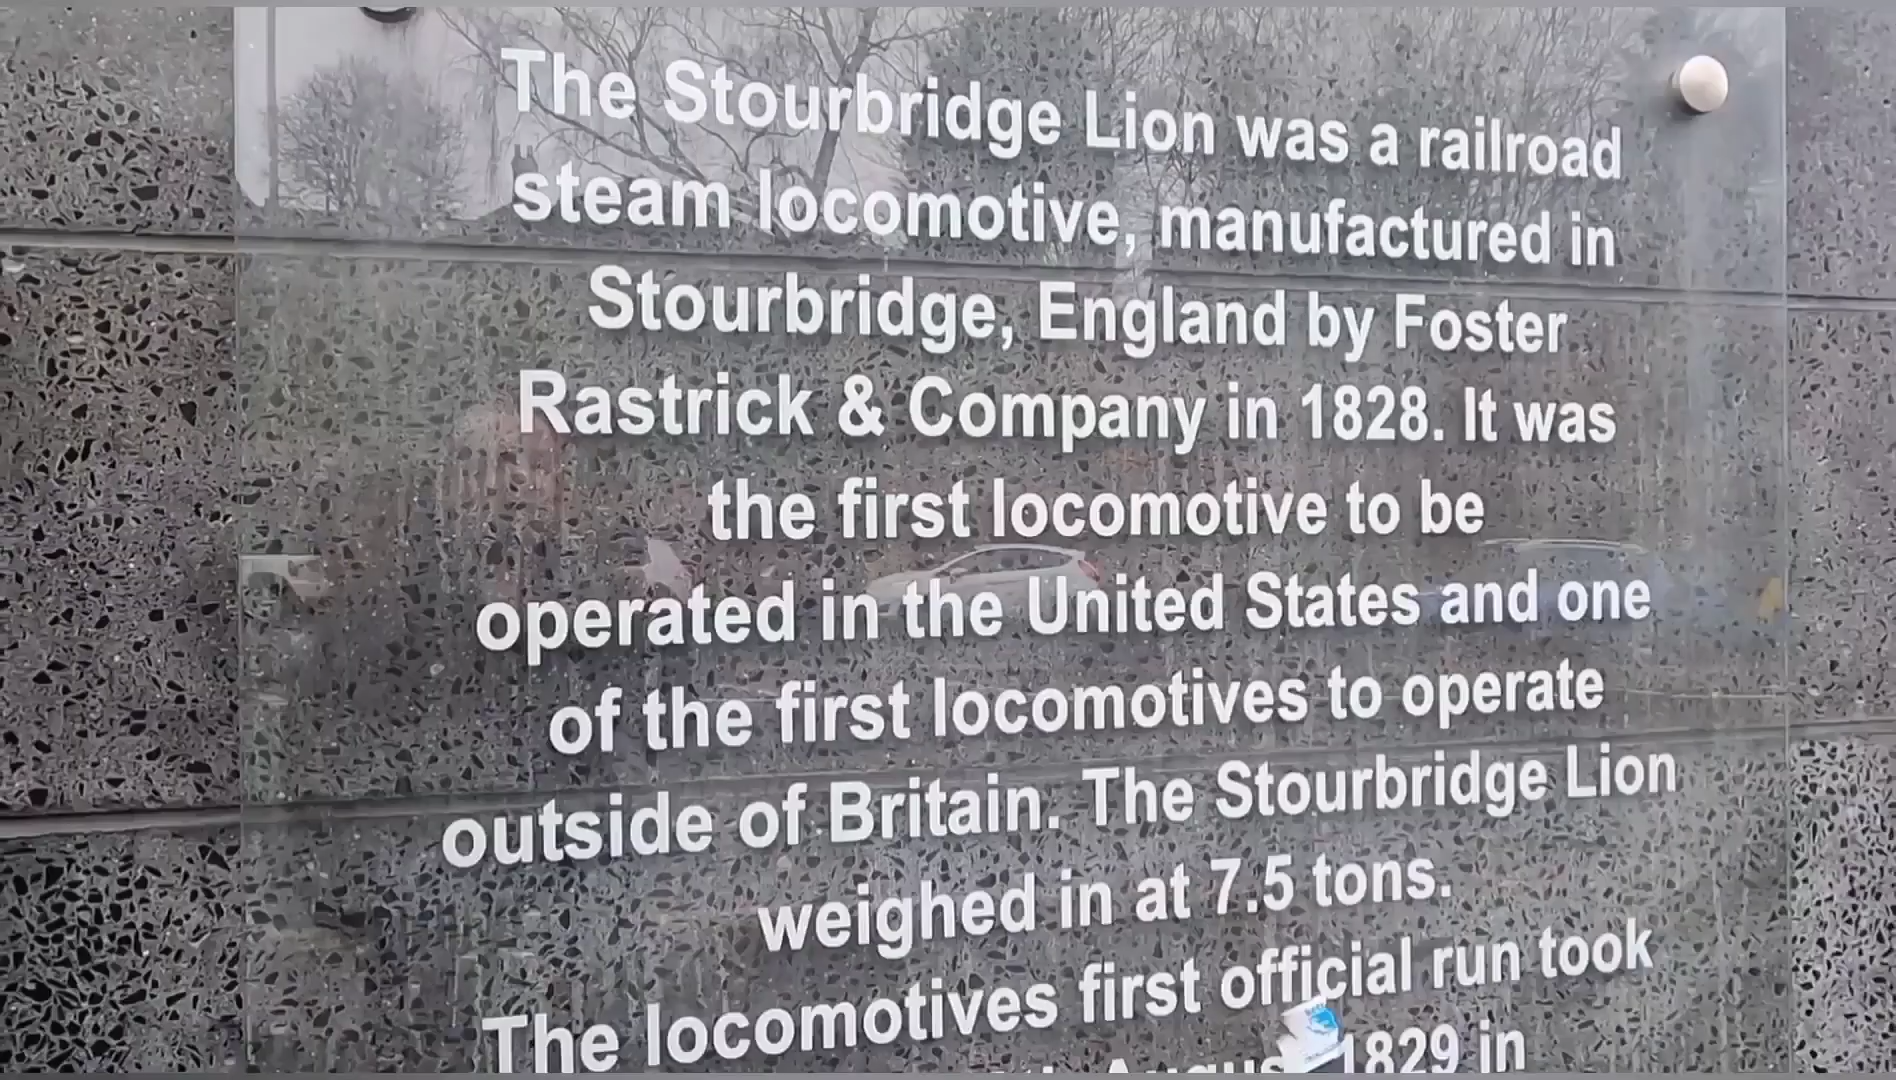 The Stourbridge Lion was a railroad
steam locomotive, manufactured in
Stourbridge, England by Foster
Rastrick & Company in 1828. It was
the first locomotive to be
operated in the United States and one
of the first locomotives to operate
outside of Britain. The Stourbridge Lion
weighed in at 7.5 tons.
The locomotives first official run took
1829 in